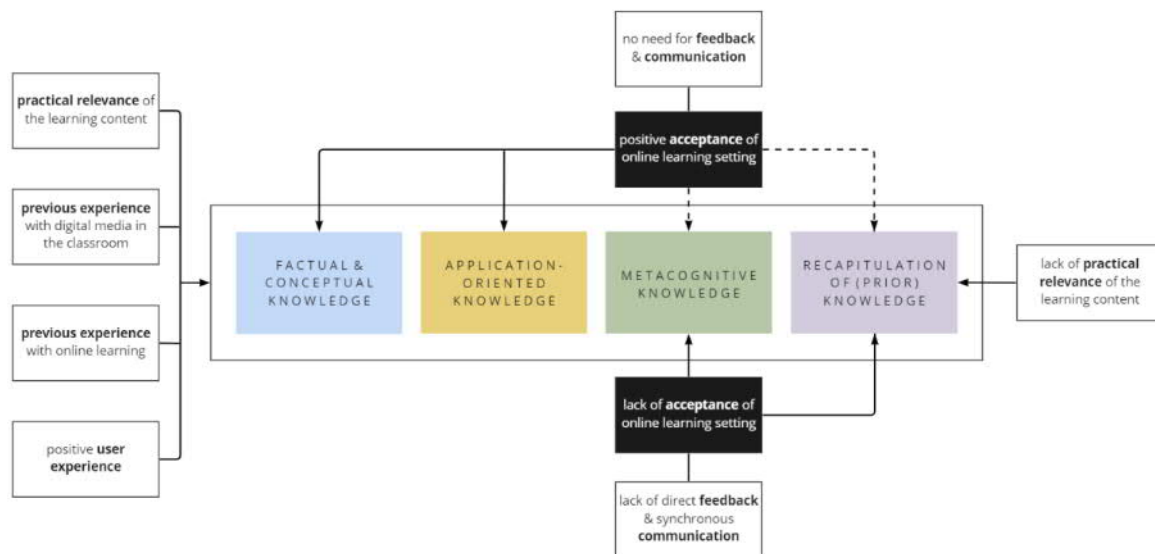 no need for feedback
& communication
practical relevance of
the learning content
positive acceptance of
online learning setting
previous experience
with digital media in
the classroom
FACTUAL &
CONCEPTUAL
KNOWLEDGE
APPLICATION-
ORIENTED
KNOWLEDGE
METACOGNITIVE
KNOWLEDGE
RECAPITULATION
OF (PRIOR)
KNOWLEDGE
lack of practical
relevance of the
learning content
previous experience
with online learning
lack of acceptance of
online learning setting
positive user
experience
lack of direct feedback
& synchronous
communication